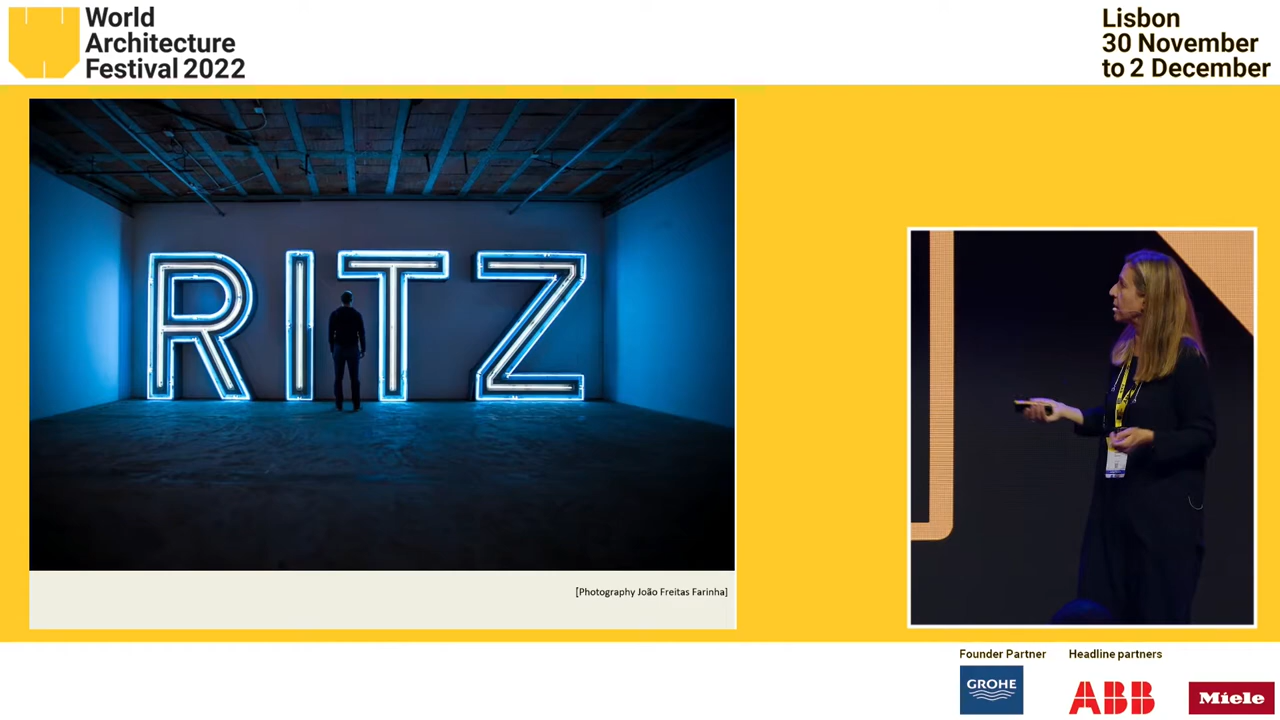 World
Architecture
Festival 2022
Lisbon
30 November
to 2 December
RITZ
[Photography João Freitas Farinha]
Founder Partner
Headline partners
GROHE
ABB
Miele